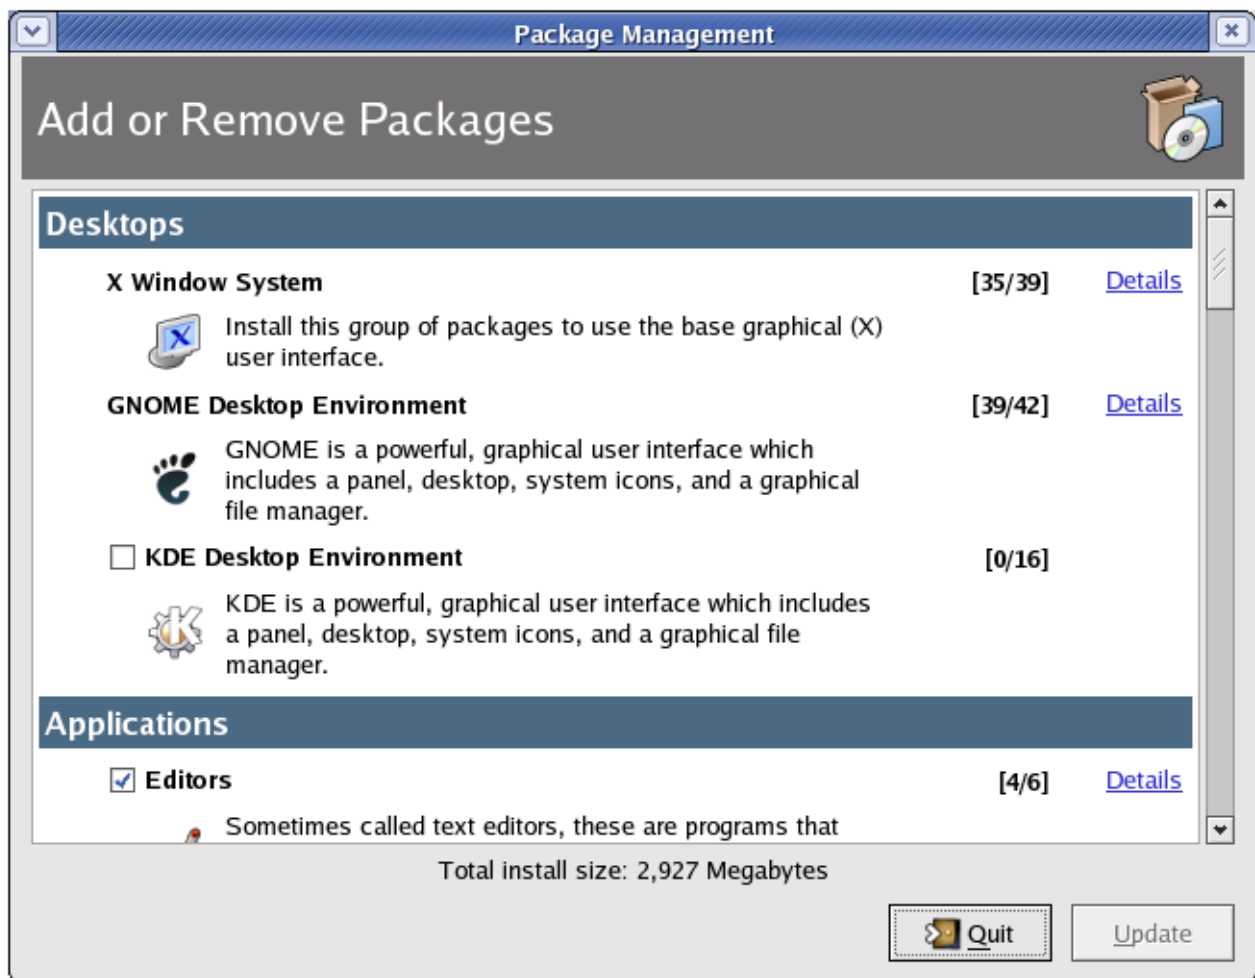 Package Management
Add or Remove Packages
Desktops
X Window System [35/39] Details
Install this group of packages to use the base graphical (X)
user interface.
GNOME Desktop Environment [39/42] Details
GNOME is a powerful, graphical user interface which
includes a panel, desktop, system icons, and a graphical
file manager.
KDE Desktop Environment [0/16]
KDE is a powerful, graphical user interface which includes
a panel, desktop, system icons, and a graphical file
manager.
Applications
Editors [4/6] Details
Sometimes called text editors, these are programs that
Total install size: 2,927 Megabytes
Quit Update